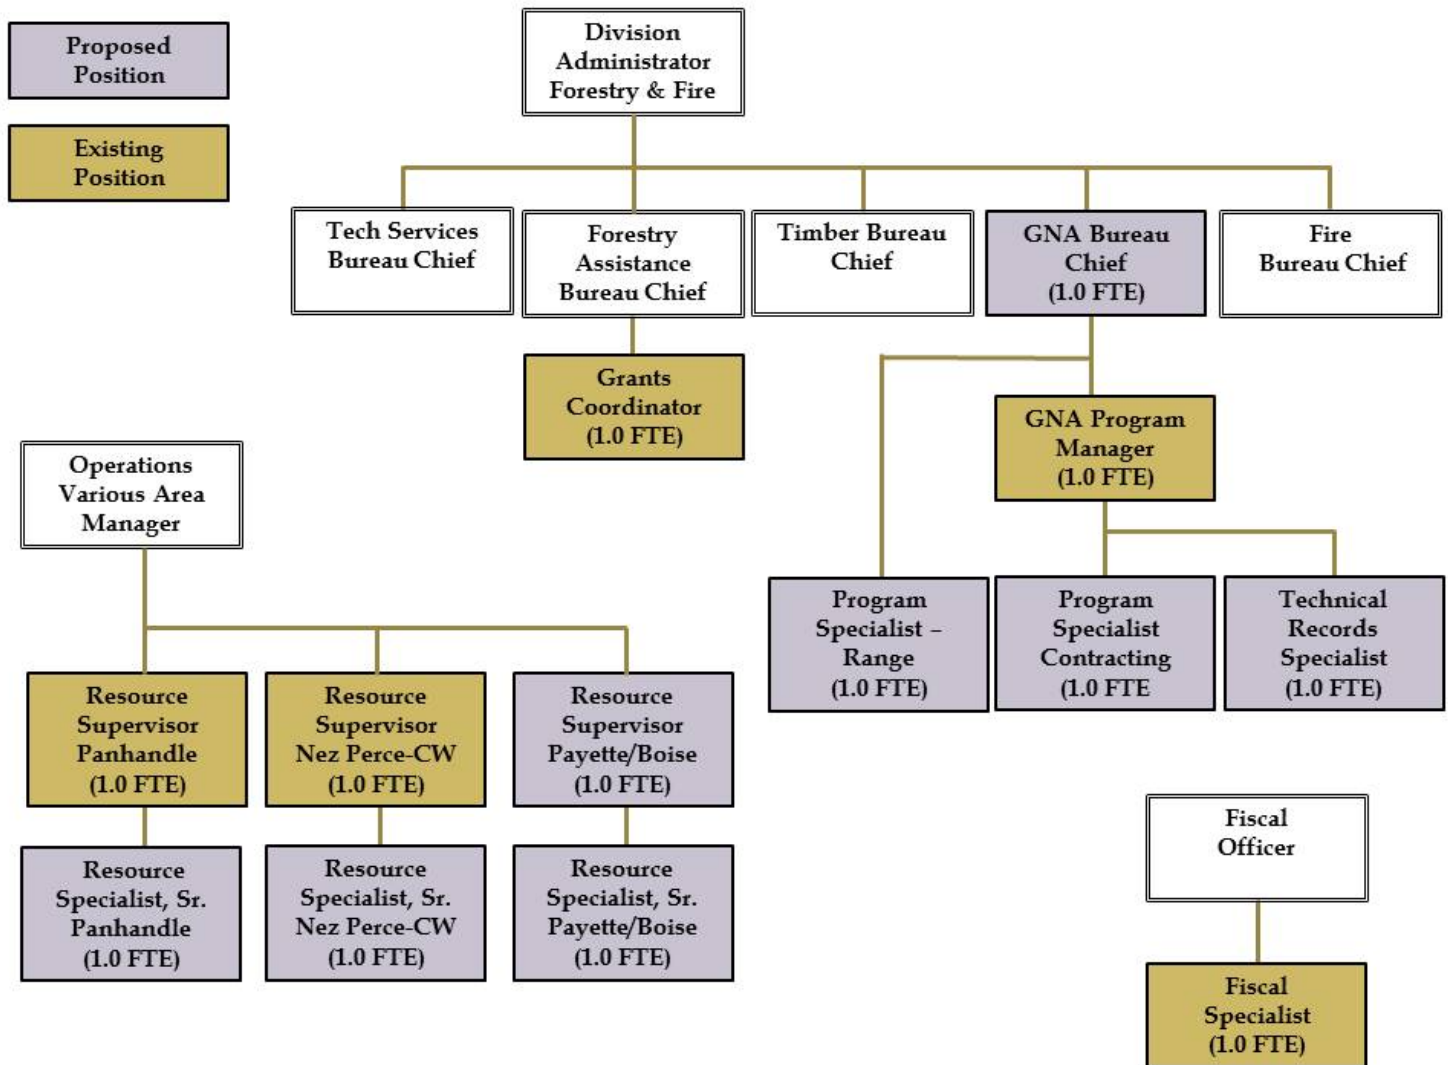 Proposed
Position
Existing
Position
Division
Administrator
Forestry & Fire
Tech Services
Bureau Chief
Forestry
Assistance
Bureau Chief
Timber Bureau
Chief
GNA Bureau
Chief
(1.0 FTE)
Fire
Bureau Chief
Grants
Coordinator
(1.0 FTE)
GNA Program
Manager
(1.0 FTE)
Program
Specialist –
Range
(1.0 FTE)
Program
Specialist
Contracting
(1.0 FTE
Technical
Records
Specialist
(1.0 FTE)
Operations
Various Area
Manager
Resource
Supervisor
Panhandle
(1.0 FTE)
Resource
Supervisor
Nez Perce-CW
(1.0 FTE)
Resource
Supervisor
Payette/Boise
(1.0 FTE)
Resource
Specialist, Sr.
Panhandle
(1.0 FTE)
Resource
Specialist, Sr.
Nez Perce-CW
(1.0 FTE)
Resource
Specialist, Sr.
Payette/Boise
(1.0 FTE)
Fiscal
Officer
Fiscal
Specialist
(1.0 FTE)